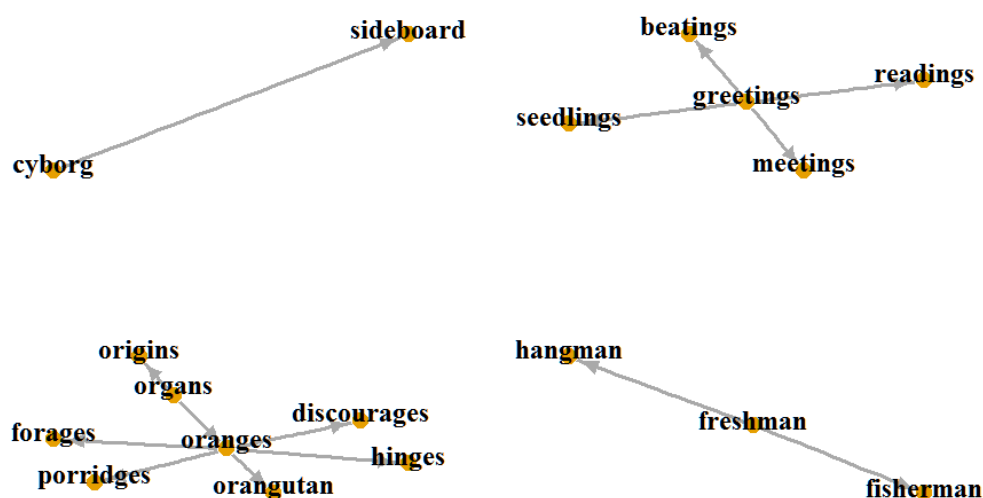 sideboard
cyborg
beatings
readings
greetings
seedlings
meetings
origins
organs
discourages
forages
oranges
hinges
porridges
orangutan
hangman
freshman
fisherman